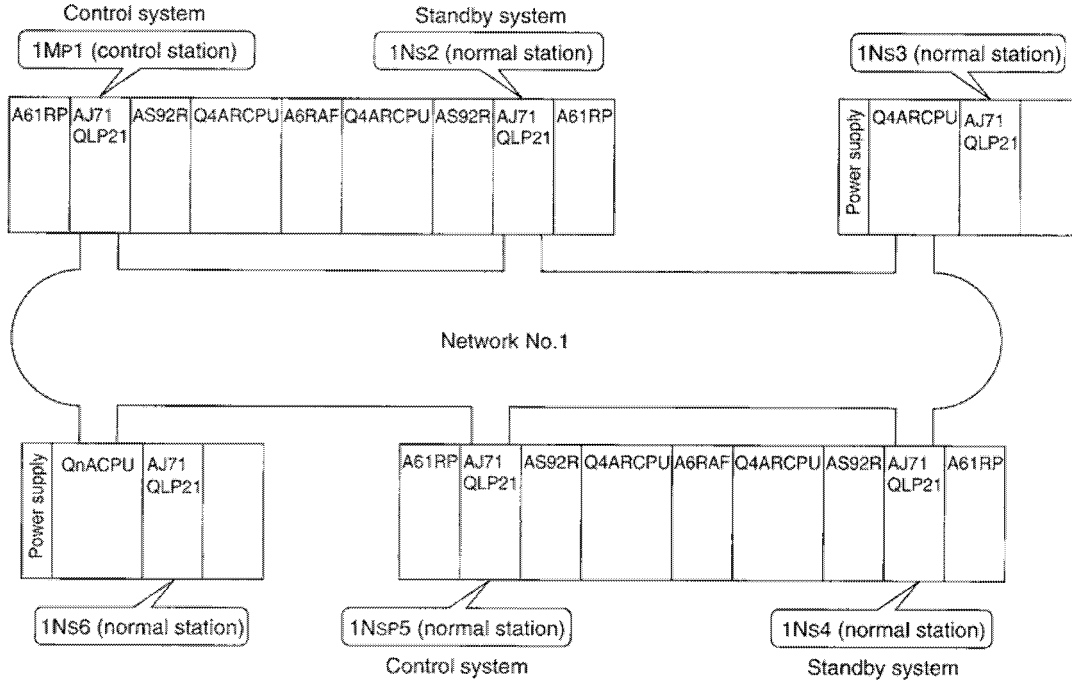 Control system
Standby system
1MP1 (control station)
1NS2 (normal station)
1NS3 (normal station)
A61RP
AJ71
QLP21
AS92R
Q4ARCPU
A6RAF
Q4ARCPU
AS92R
AJ71
QLP21
A61RP
Power supply
Q4ARCPU
AJ71
QLP21
Network No.1
Power supply
QnACPU
AJ71
QLP21
A61RP
AJ71
QLP21
AS92R
Q4ARCPU
A6RAF
Q4ARCPU
AS92R
AJ71
QLP21
A61RP
1NS6 (normal station)
1NSP5 (normal station)
1NS4 (normal station)
Control system
Standby system